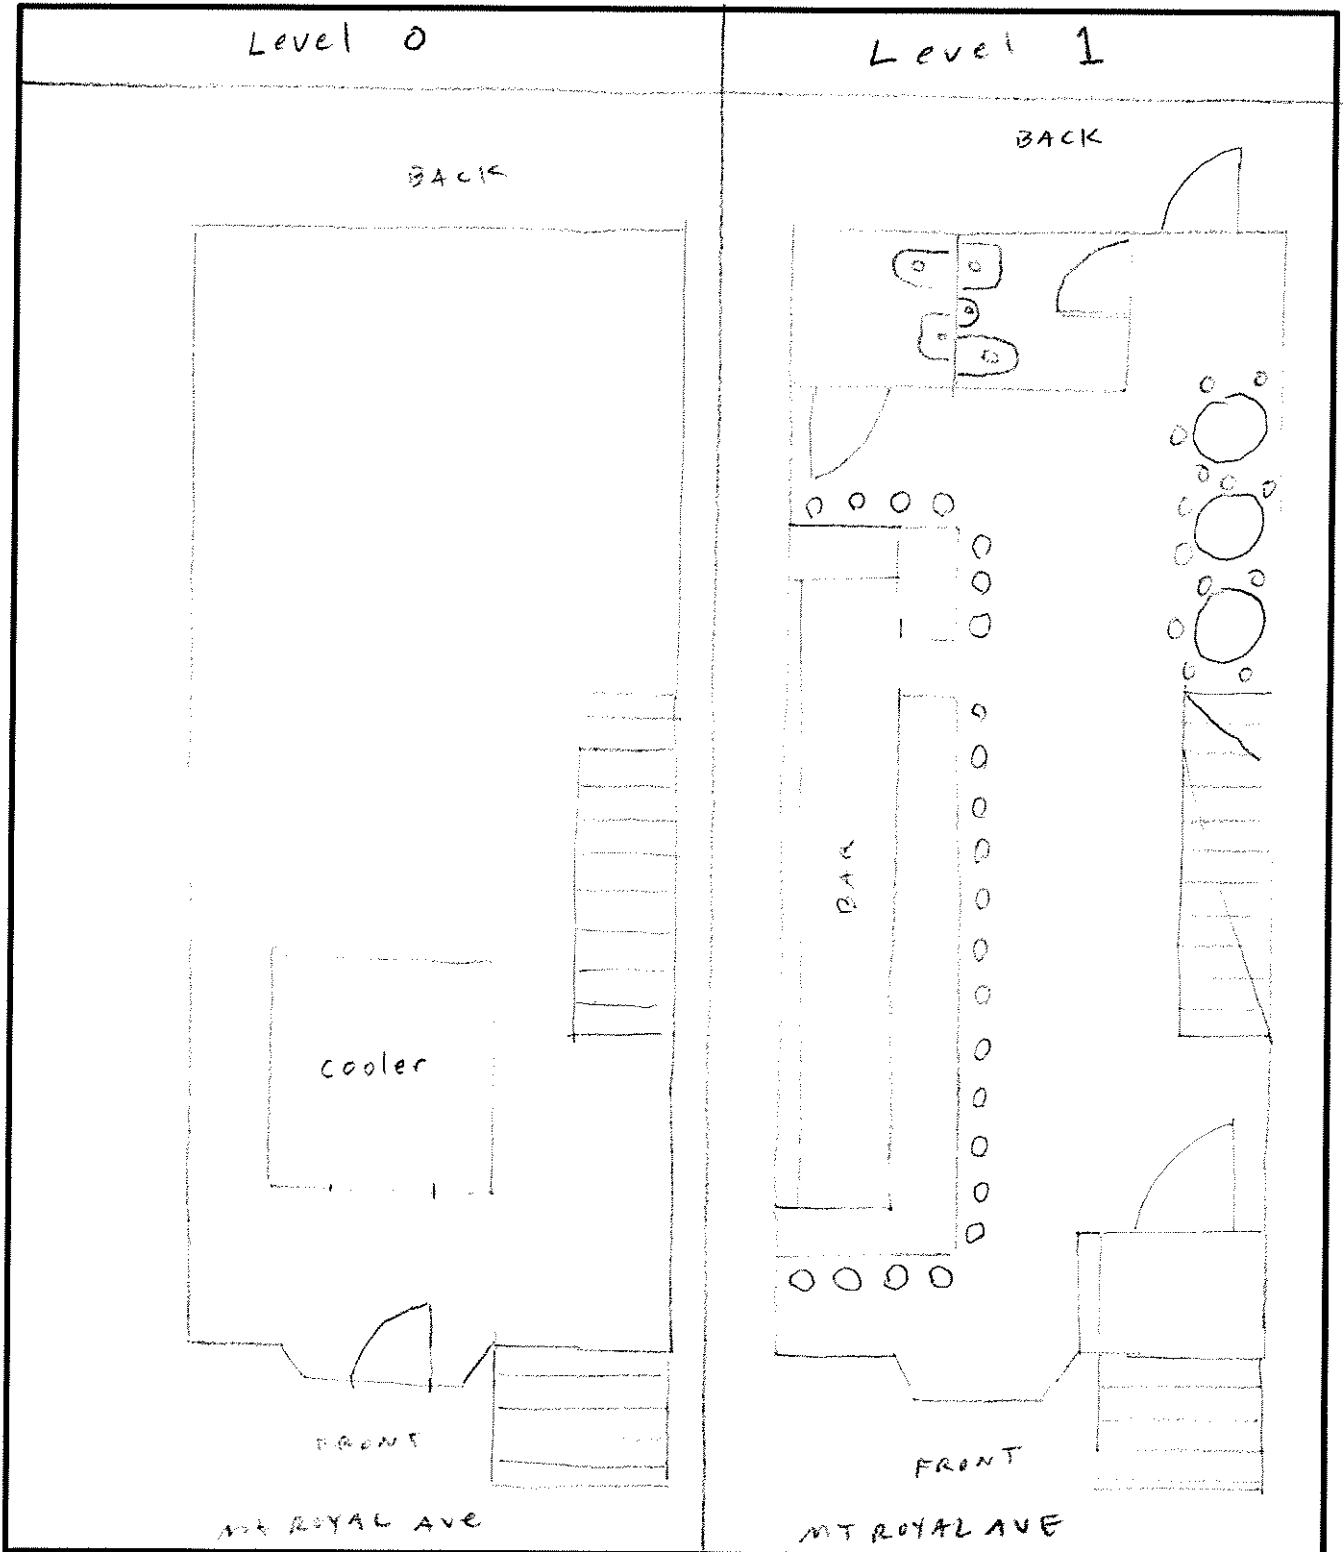 Level 0
BACK
cooler
FRONT
Mt ROYAL AVE
Level 1
BACK
BAR
FRONT
MT ROYAL AVE